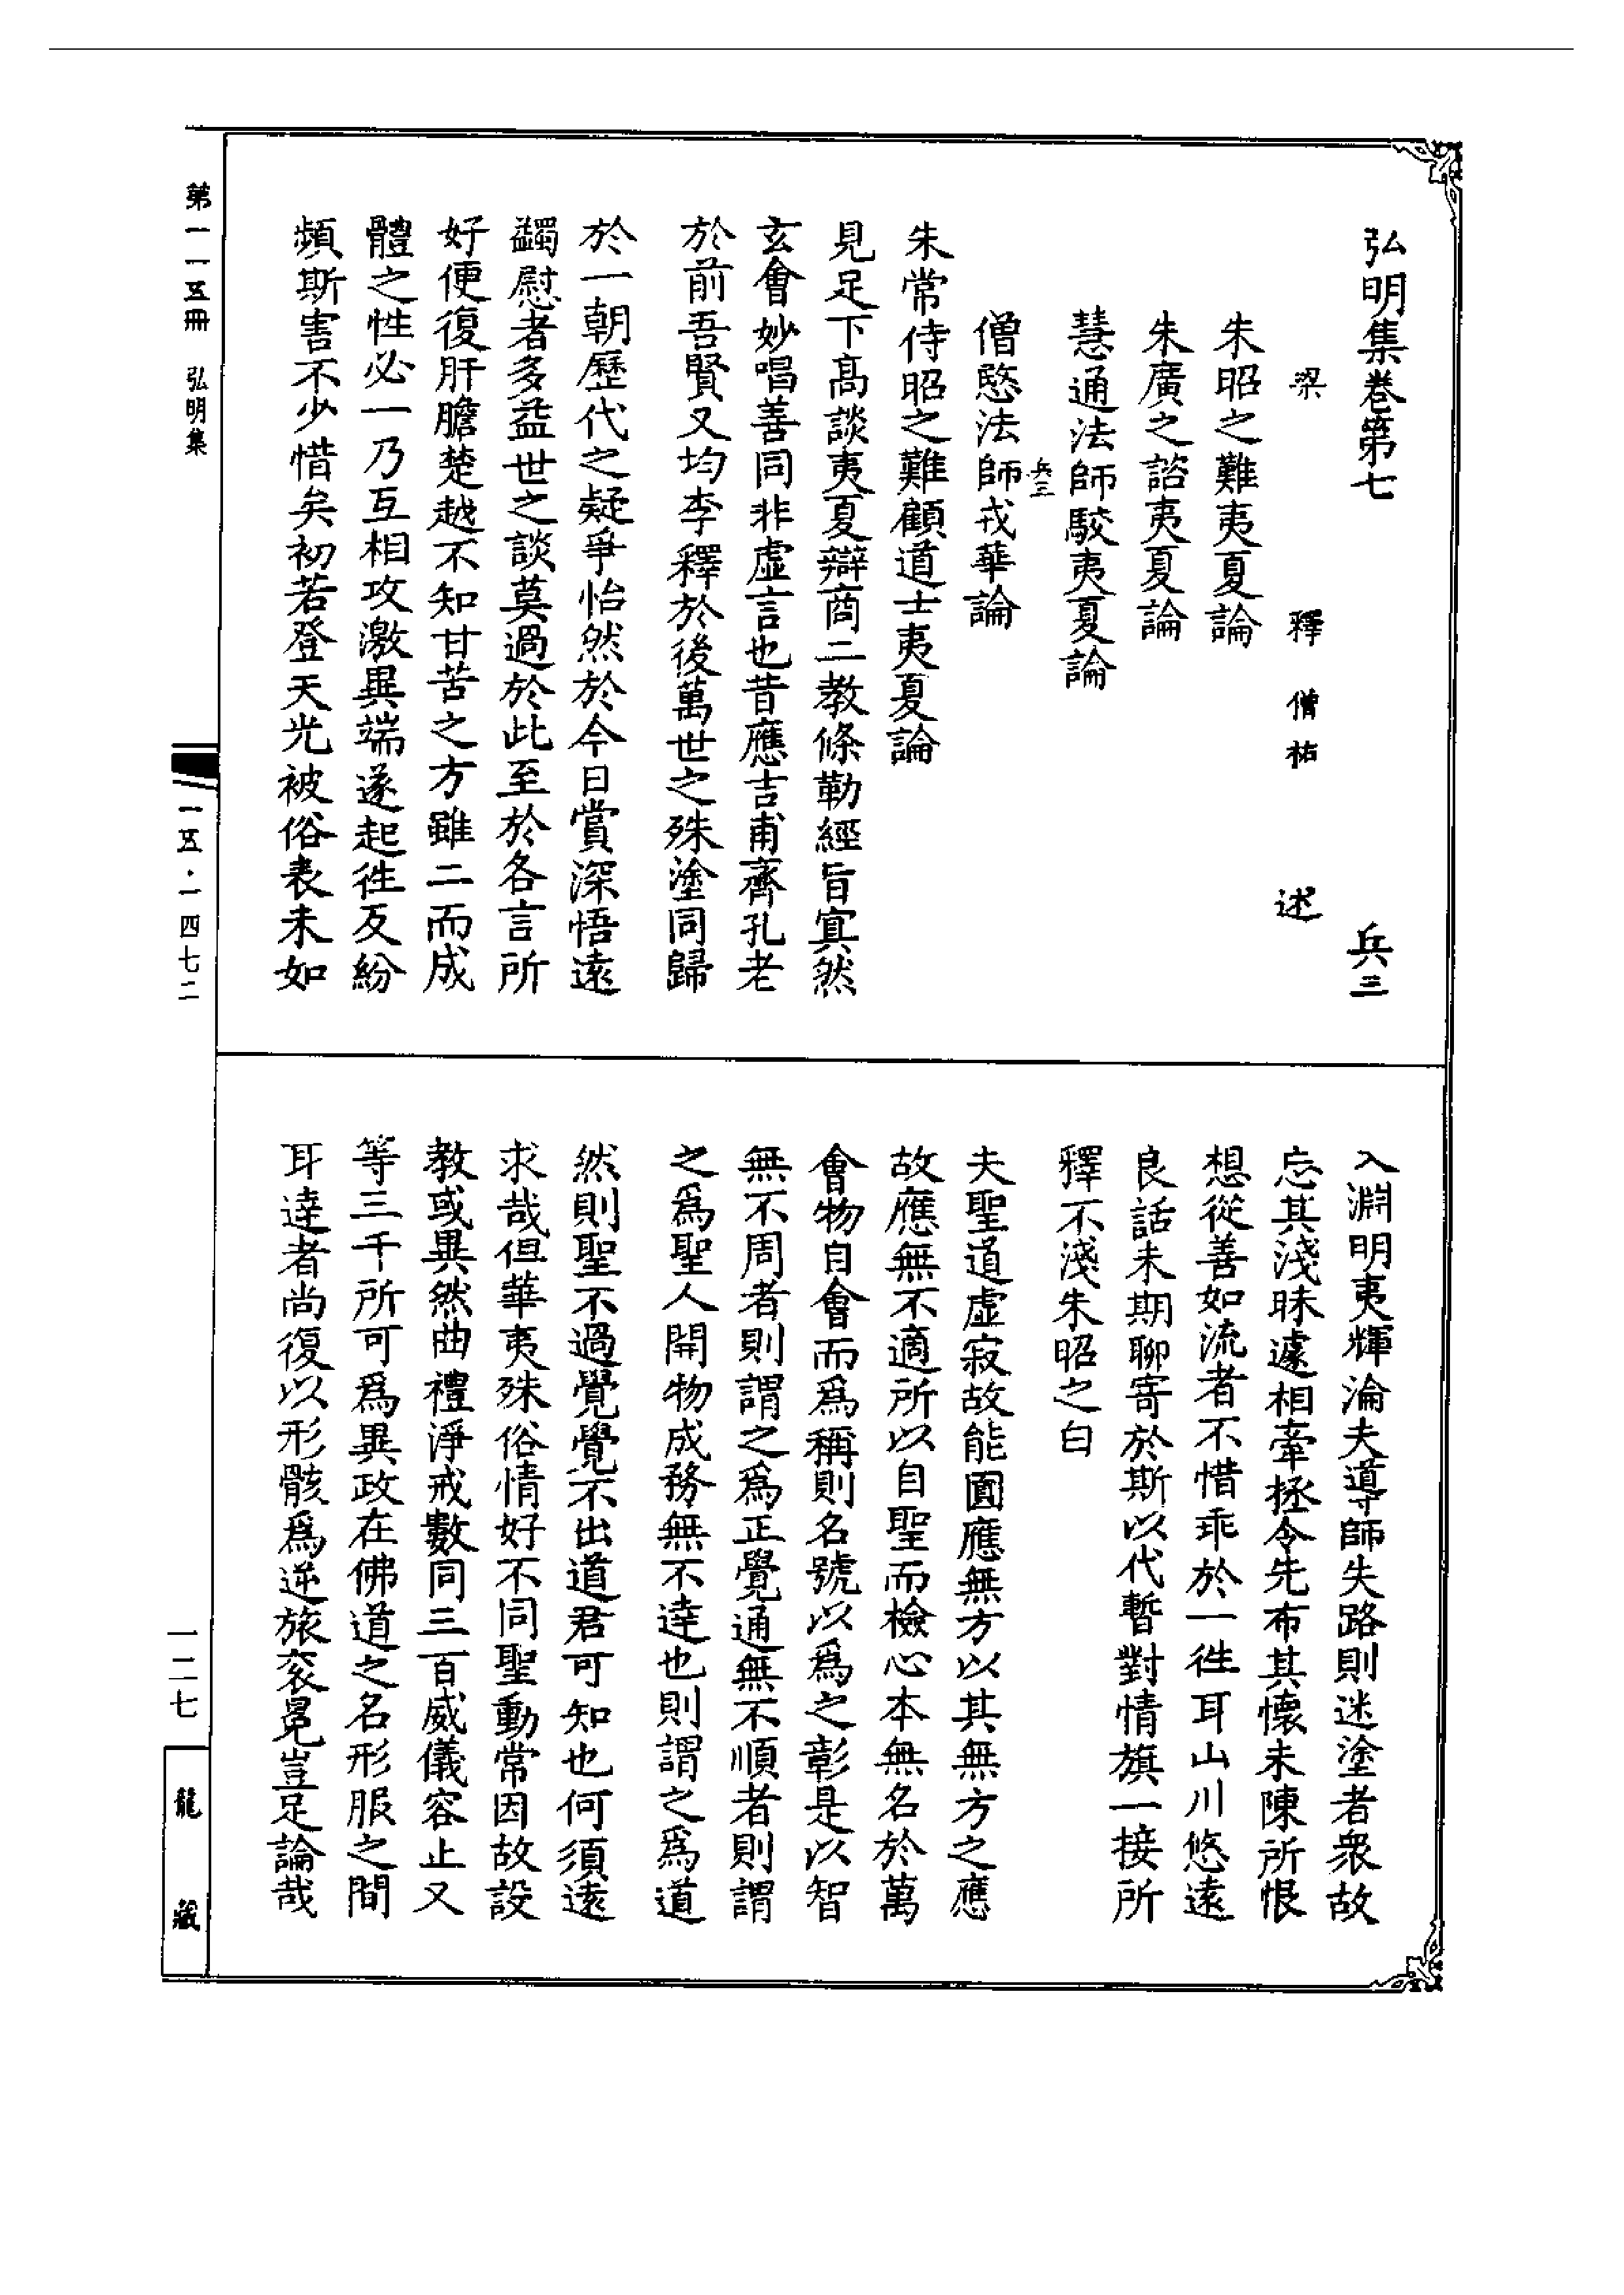 弘明集卷第七 兵三
梁 釋 僧祐 述
朱昭之難夷夏論
朱廣之諮夷夏論
慧通法師駮夷夏論
兵三
僧愍法師戎華論
朱常侍昭之難顧道士夷夏論
見足下高談夷夏辯商二教條勒經旨寘然
玄會妙唱善同非虛言也昔應吉甫齊孔老
於前吾賢又均李釋於後萬世之殊塗同歸
於一朝歷代之疑爭怡然於今日賞深悟遠
蠲慰者多益世之談莫過於此至於各言所
好便復肝膽楚越不知甘苦之方雖二而成
體之性必一乃互相攻激異端遂起徃反紛
頻斯害不少惜矣初若登天光被俗表未如
入淵明夷輝淪夫導師失路則迷塗者衆故
忘其淺昧遽相牽拯今先布其懷未陳所恨
想從善如流者不惜乖於一徃耳山川悠遠
良話未期聊寄於斯以代暫對情旗一接所
釋不淺朱昭之白
夫聖道虛寂故能圓應無方以其無方之應
故應無不適所以自聖而檢心本無名於萬
會物自會而爲稱則名號以爲之彰是以智
無不周者則謂之爲正覺通無不順者則謂
之爲聖人開物成務無不達也則謂之爲道
然則聖不過覺覺不出道君可知也何須遠
求哉但華夷殊俗情好不同聖動常因故設
教或異然曲禮淨戒數同三百威儀容止又
等三千所可爲異政在佛道之名形服之間
耳達者尚復以形骸爲逆旅衮冕豈足論哉
第一一五冊 弘明集
一五·一四七二
一二七
龍藏